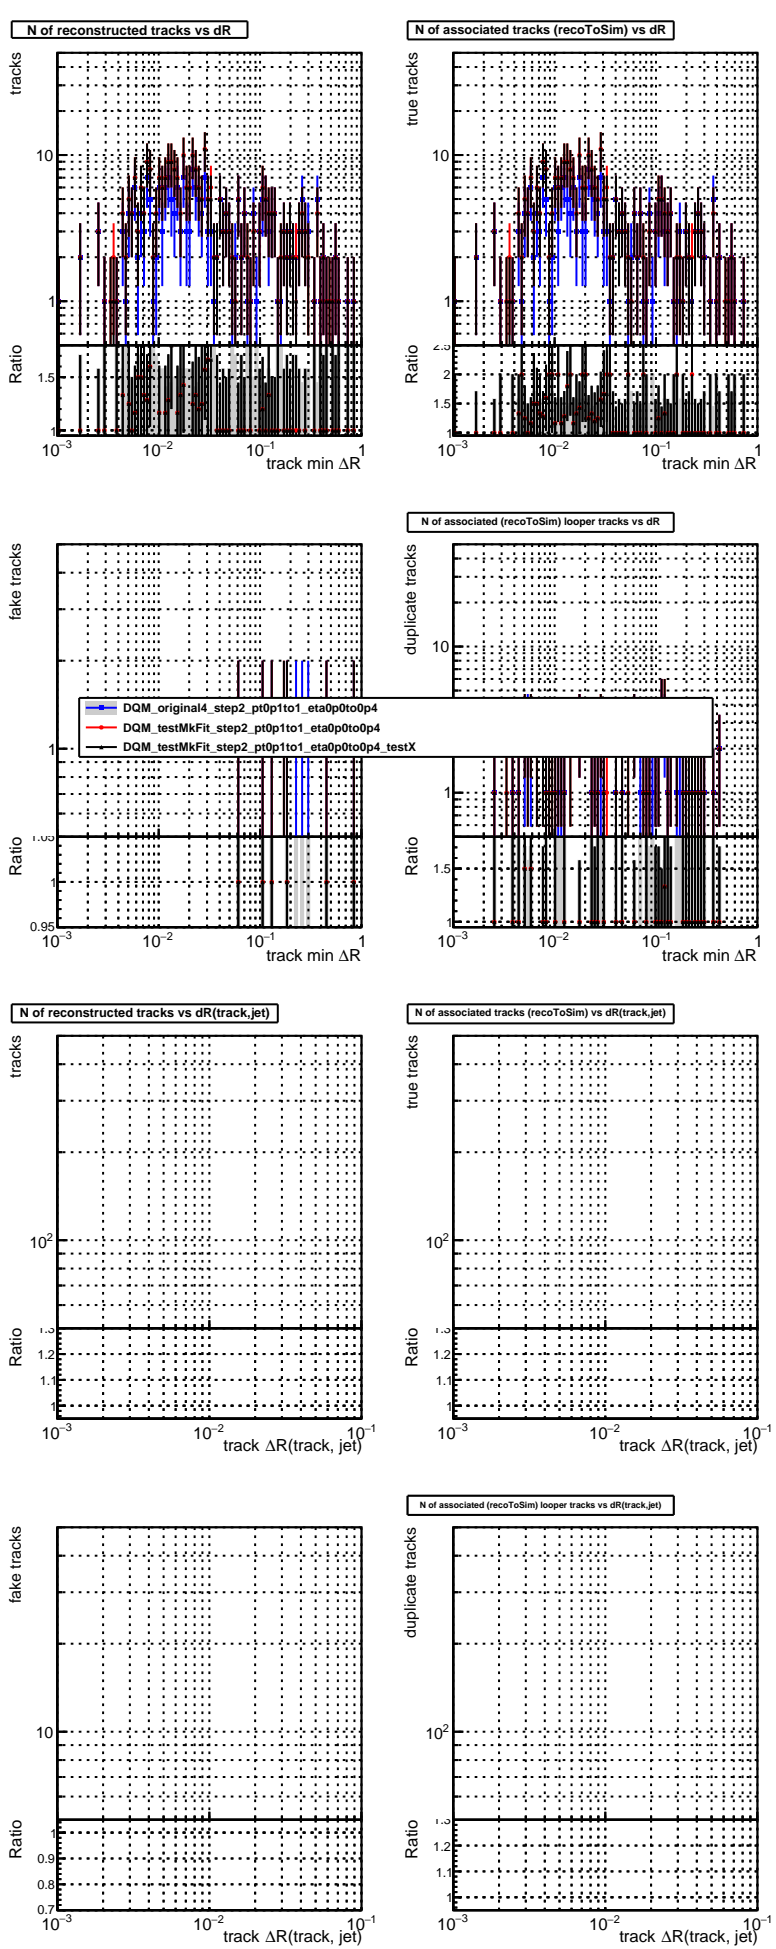 N of reconstructed tracks vs dR
N of associated tracks (recoToSim) vs dR
tracks
10
1
Ratio
1.5
1
10⁻³ 10⁻² 10⁻¹ 1
track min ΔR
true tracks
10
1
Ratio
2.5
2
1.5
1
10⁻³ 10⁻² 10⁻¹ 1
track min ΔR
N of associated (recoToSim) looper tracks vs dR
fake tracks
1
Ratio
1.05
1
0.95
10⁻³ 10⁻² 10⁻¹ 1
track min ΔR
duplicate tracks
10
1
Ratio
1.5
1
10⁻³ 10⁻² 10⁻¹ 1
track min ΔR
DQM_original4_step2_pt0p1to1_eta0p0to0p4
DQM_testMkFit_step2_pt0p1to1_eta0p0to0p4
DQM_testMkFit_step2_pt0p1to1_eta0p0to0p4_testX
N of reconstructed tracks vs dR(track,jet)
N of associated tracks (recoToSim) vs dR(track,jet)
tracks
10²
Ratio
1.3
1.2
1.1
1
10⁻³ 10⁻² 10⁻¹
track ΔR(track, jet)
true tracks
10²
Ratio
1.3
1.2
1.1
1
10⁻³ 10⁻² 10⁻¹
track ΔR(track, jet)
N of associated (recoToSim) looper tracks vs dR(track,jet)
fake tracks
10
Ratio
1
0.9
0.8
0.7
10⁻³ 10⁻² 10⁻¹
track ΔR(track, jet)
duplicate tracks
10²
Ratio
1.3
1.2
1.1
1
10⁻³ 10⁻² 10⁻¹
track ΔR(track, jet)